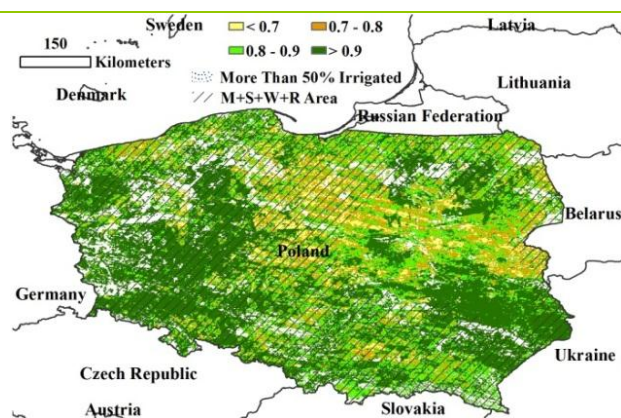 Sweden
< 0.7
0.7 - 0.8
Latvia
150
0.8 - 0.9
> 0.9
Kilometers
More Than 50% Irrigated
Lithuania
Denmark
M+S+W+R Area
Russian Federation
Belarus
Poland
Germany
Ukraine
Czech Republic
Austria
Slovakia